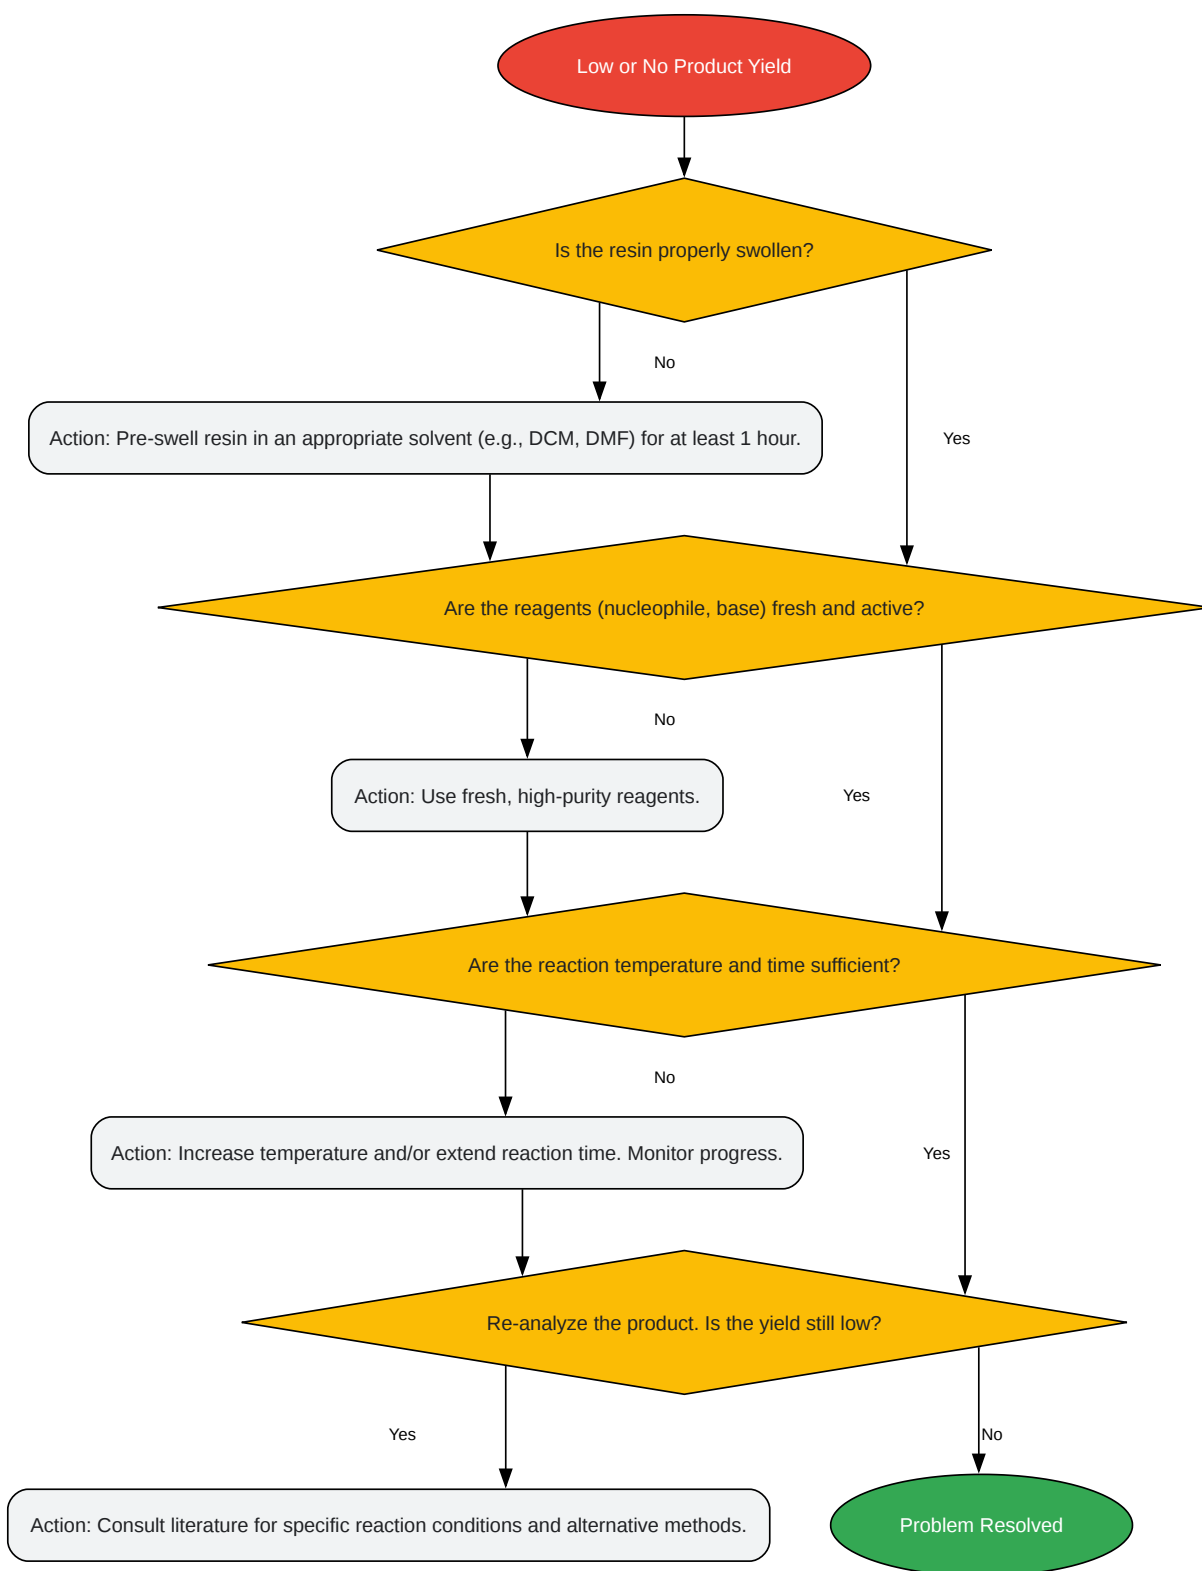 Low or No Product Yield
Is the resin properly swollen?
No
Action: Pre-swell resin in an appropriate solvent (e.g., DCM, DMF) for at least 1 hour.
Yes
Are the reagents (nucleophile, base) fresh and active?
No
Action: Use fresh, high-purity reagents.
Yes
Are the reaction temperature and time sufficient?
No
Action: Increase temperature and/or extend reaction time. Monitor progress.
Yes
Re-analyze the product. Is the yield still low?
Yes
No
Action: Consult literature for specific reaction conditions and alternative methods.
Problem Resolved